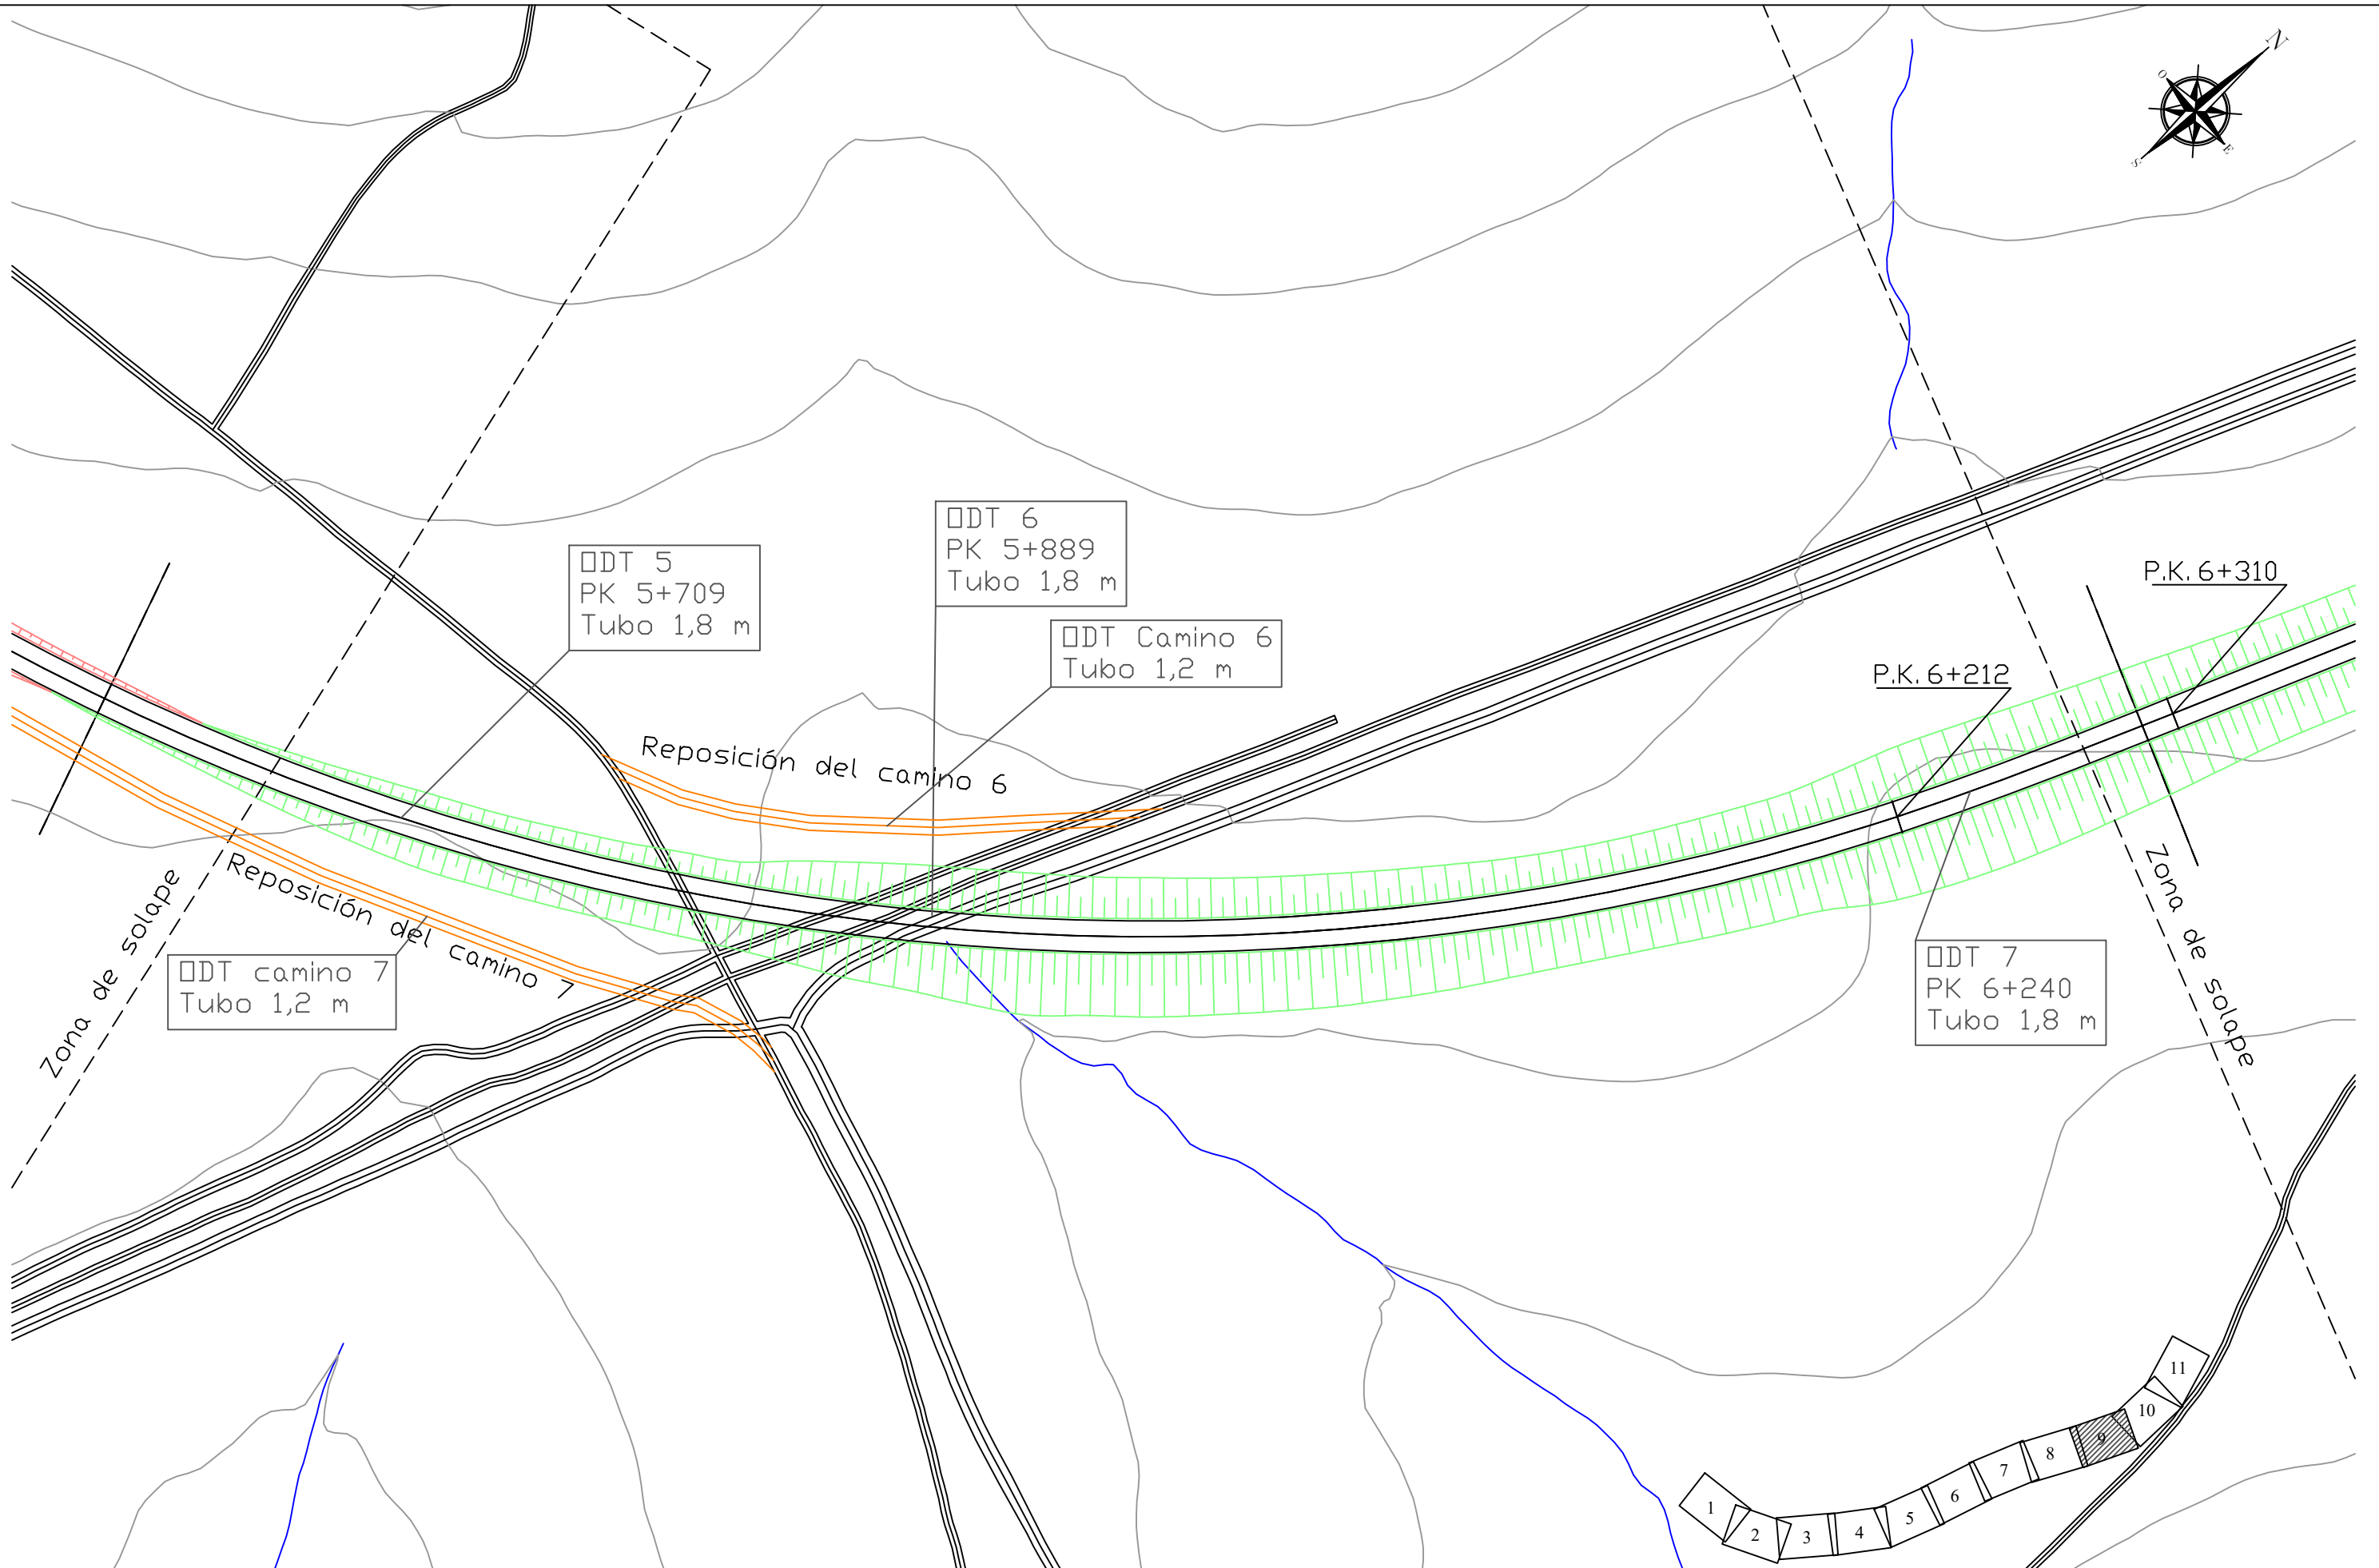 N
O
E
S
ODT 6
PK 5+889
Tubo 1,8 m
ODT 5
PK 5+709
Tubo 1,8 m
ODT Camino 6
Tubo 1,2 m
P.K. 6+310
P.K. 6+212
Reposición del camino 6
Reposición del camino 7
Zona de solape
Zona de solape
ODT camino 7
Tubo 1,2 m
ODT 7
PK 6+240
Tubo 1,8 m
1
2
3
4
5
6
7
8
9
10
11